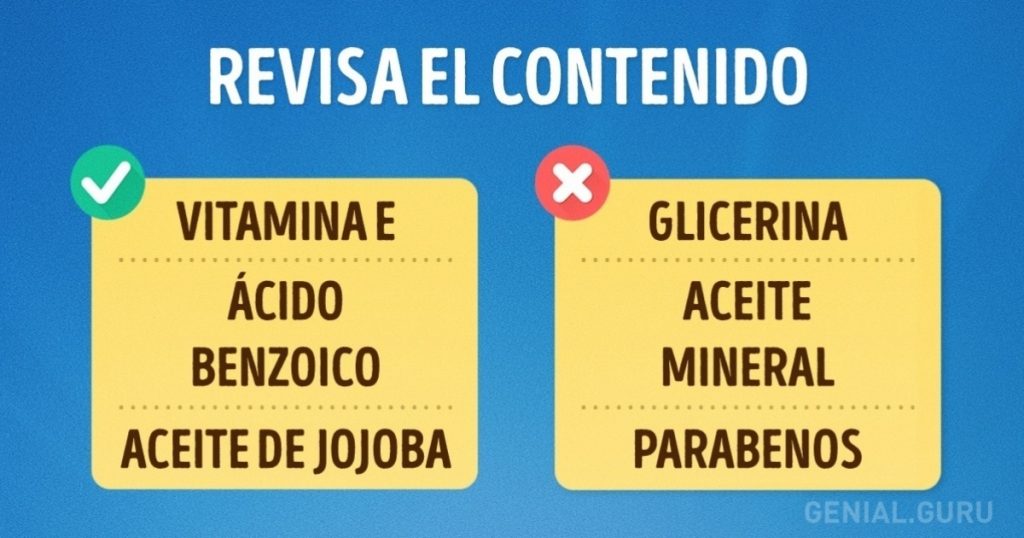 REVISA EL CONTENIDO
VITAMINA E
ÁCIDO
BENZOICO
ACEITE DE JOJOBA
GLICERINA
ACEITE
MINERAL
PARABENOS
GENIAL.GURU